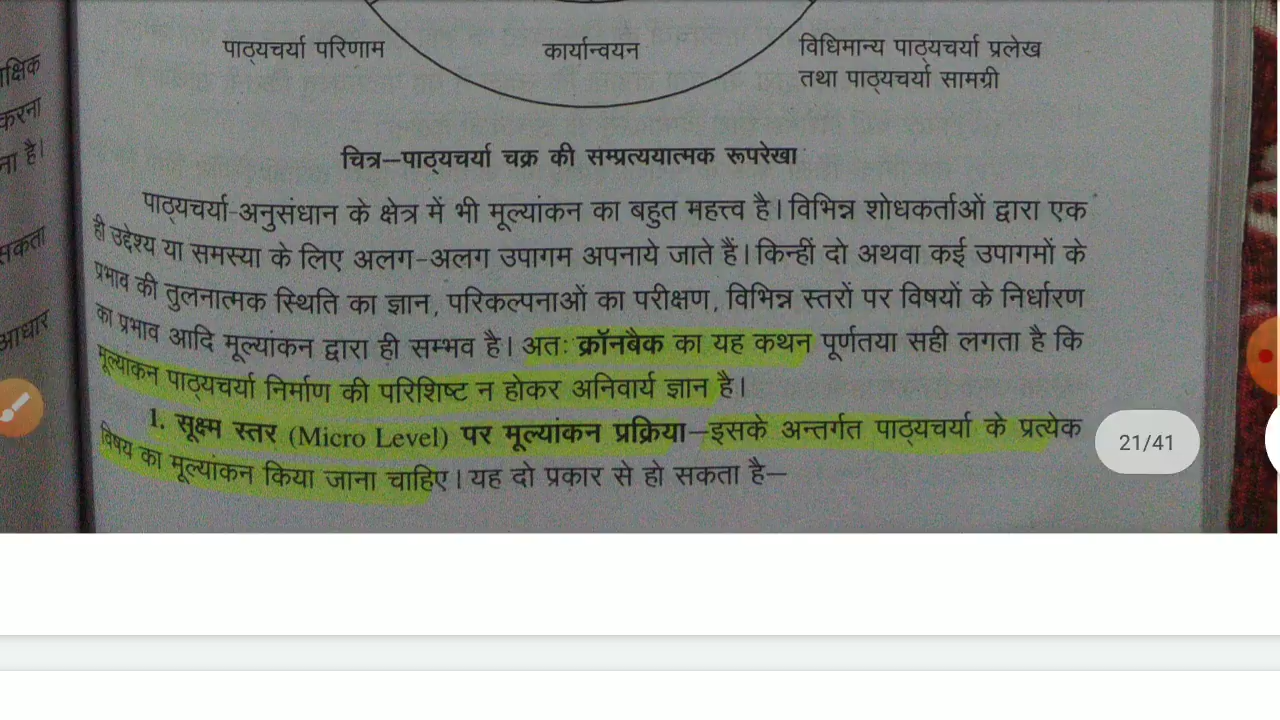 पाठ्यचर्या परिणाम
कार्यान्वयन
विधिमान्य पाठ्यचर्या प्रलेख
तथा पाठ्यचर्या सामग्री
चित्र–पाठ्यचर्या चक्र की सम्प्रत्ययात्मक रूपरेखा
पाठ्यचर्या-अनुसंधान के क्षेत्र में भी मूल्यांकन का बहुत महत्त्व है। विभिन्न शोधकर्ताओं द्वारा एक
ही उद्देश्य या समस्या के लिए अलग-अलग उपागम अपनाये जाते हैं। किन्हीं दो अथवा कई उपागमों के
प्रभाव की तुलनात्मक स्थिति का ज्ञान, परिकल्पनाओं का परीक्षण, विभिन्न स्तरों पर विषयों के निर्धारण
का प्रभाव आदि मूल्यांकन द्वारा ही सम्भव है। अतः क्रॉनबैक का यह कथन पूर्णतया सही लगता है कि
मूल्यांकन पाठ्यचर्या निर्माण की परिशिष्ट न होकर अनिवार्य ज्ञान है।
1. सूक्ष्म स्तर (Micro Level) पर मूल्यांकन प्रक्रिया–इसके अन्तर्गत पाठ्यचर्या के प्रत्येक
विषय का मूल्यांकन किया जाना चाहिए। यह दो प्रकार से हो सकता है–
करना
ना है।
सकता
आधार
21/41